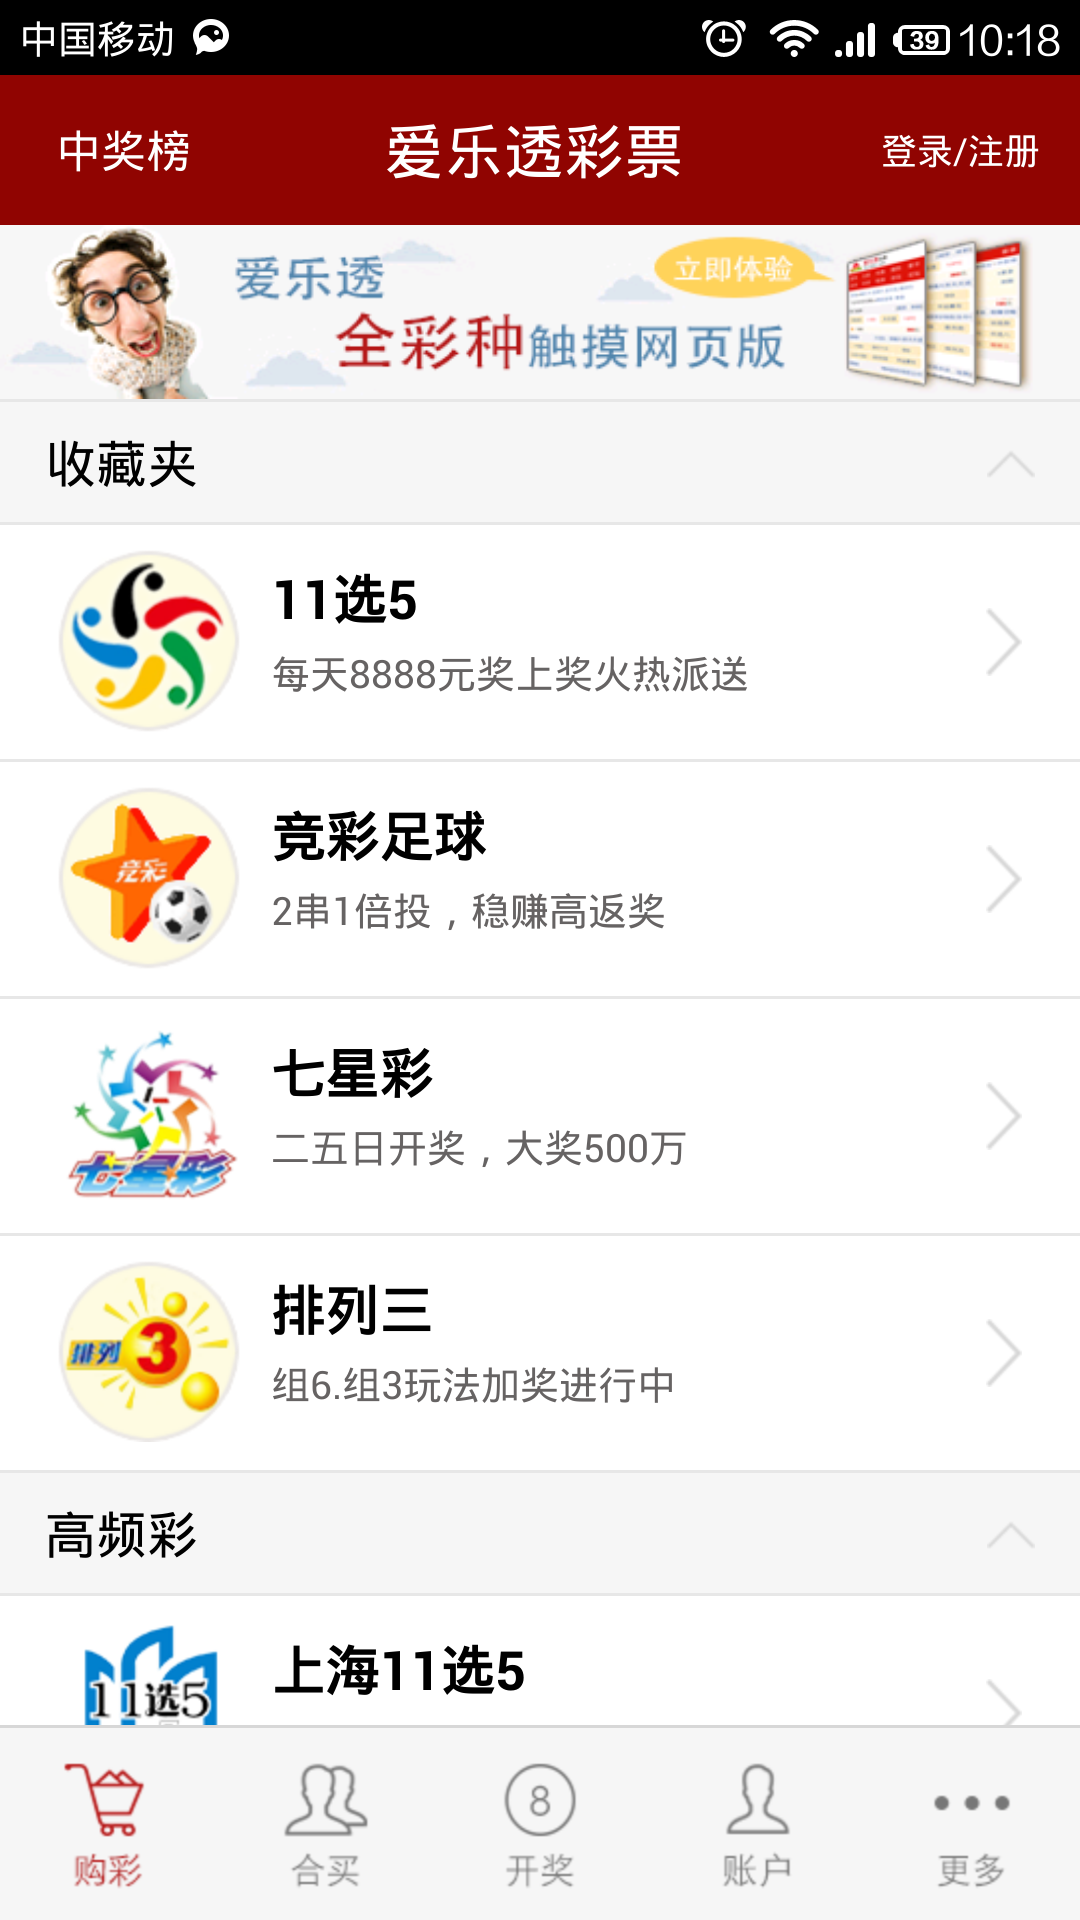 中国移动 39 10:18
中奖榜 爱乐透彩票 登录/注册
爱乐透 立即体验
全彩种触摸网页版
收藏夹
11选5
每天8888元奖上奖火热派送
竞彩
竞彩足球
2串1倍投，稳赚高返奖
七星彩
七星彩
二五日开奖，大奖500万
排列3
排列三
组6.组3玩法加奖进行中
高频彩
11选5
上海11选5
8
购彩 合买 开奖 账户 更多